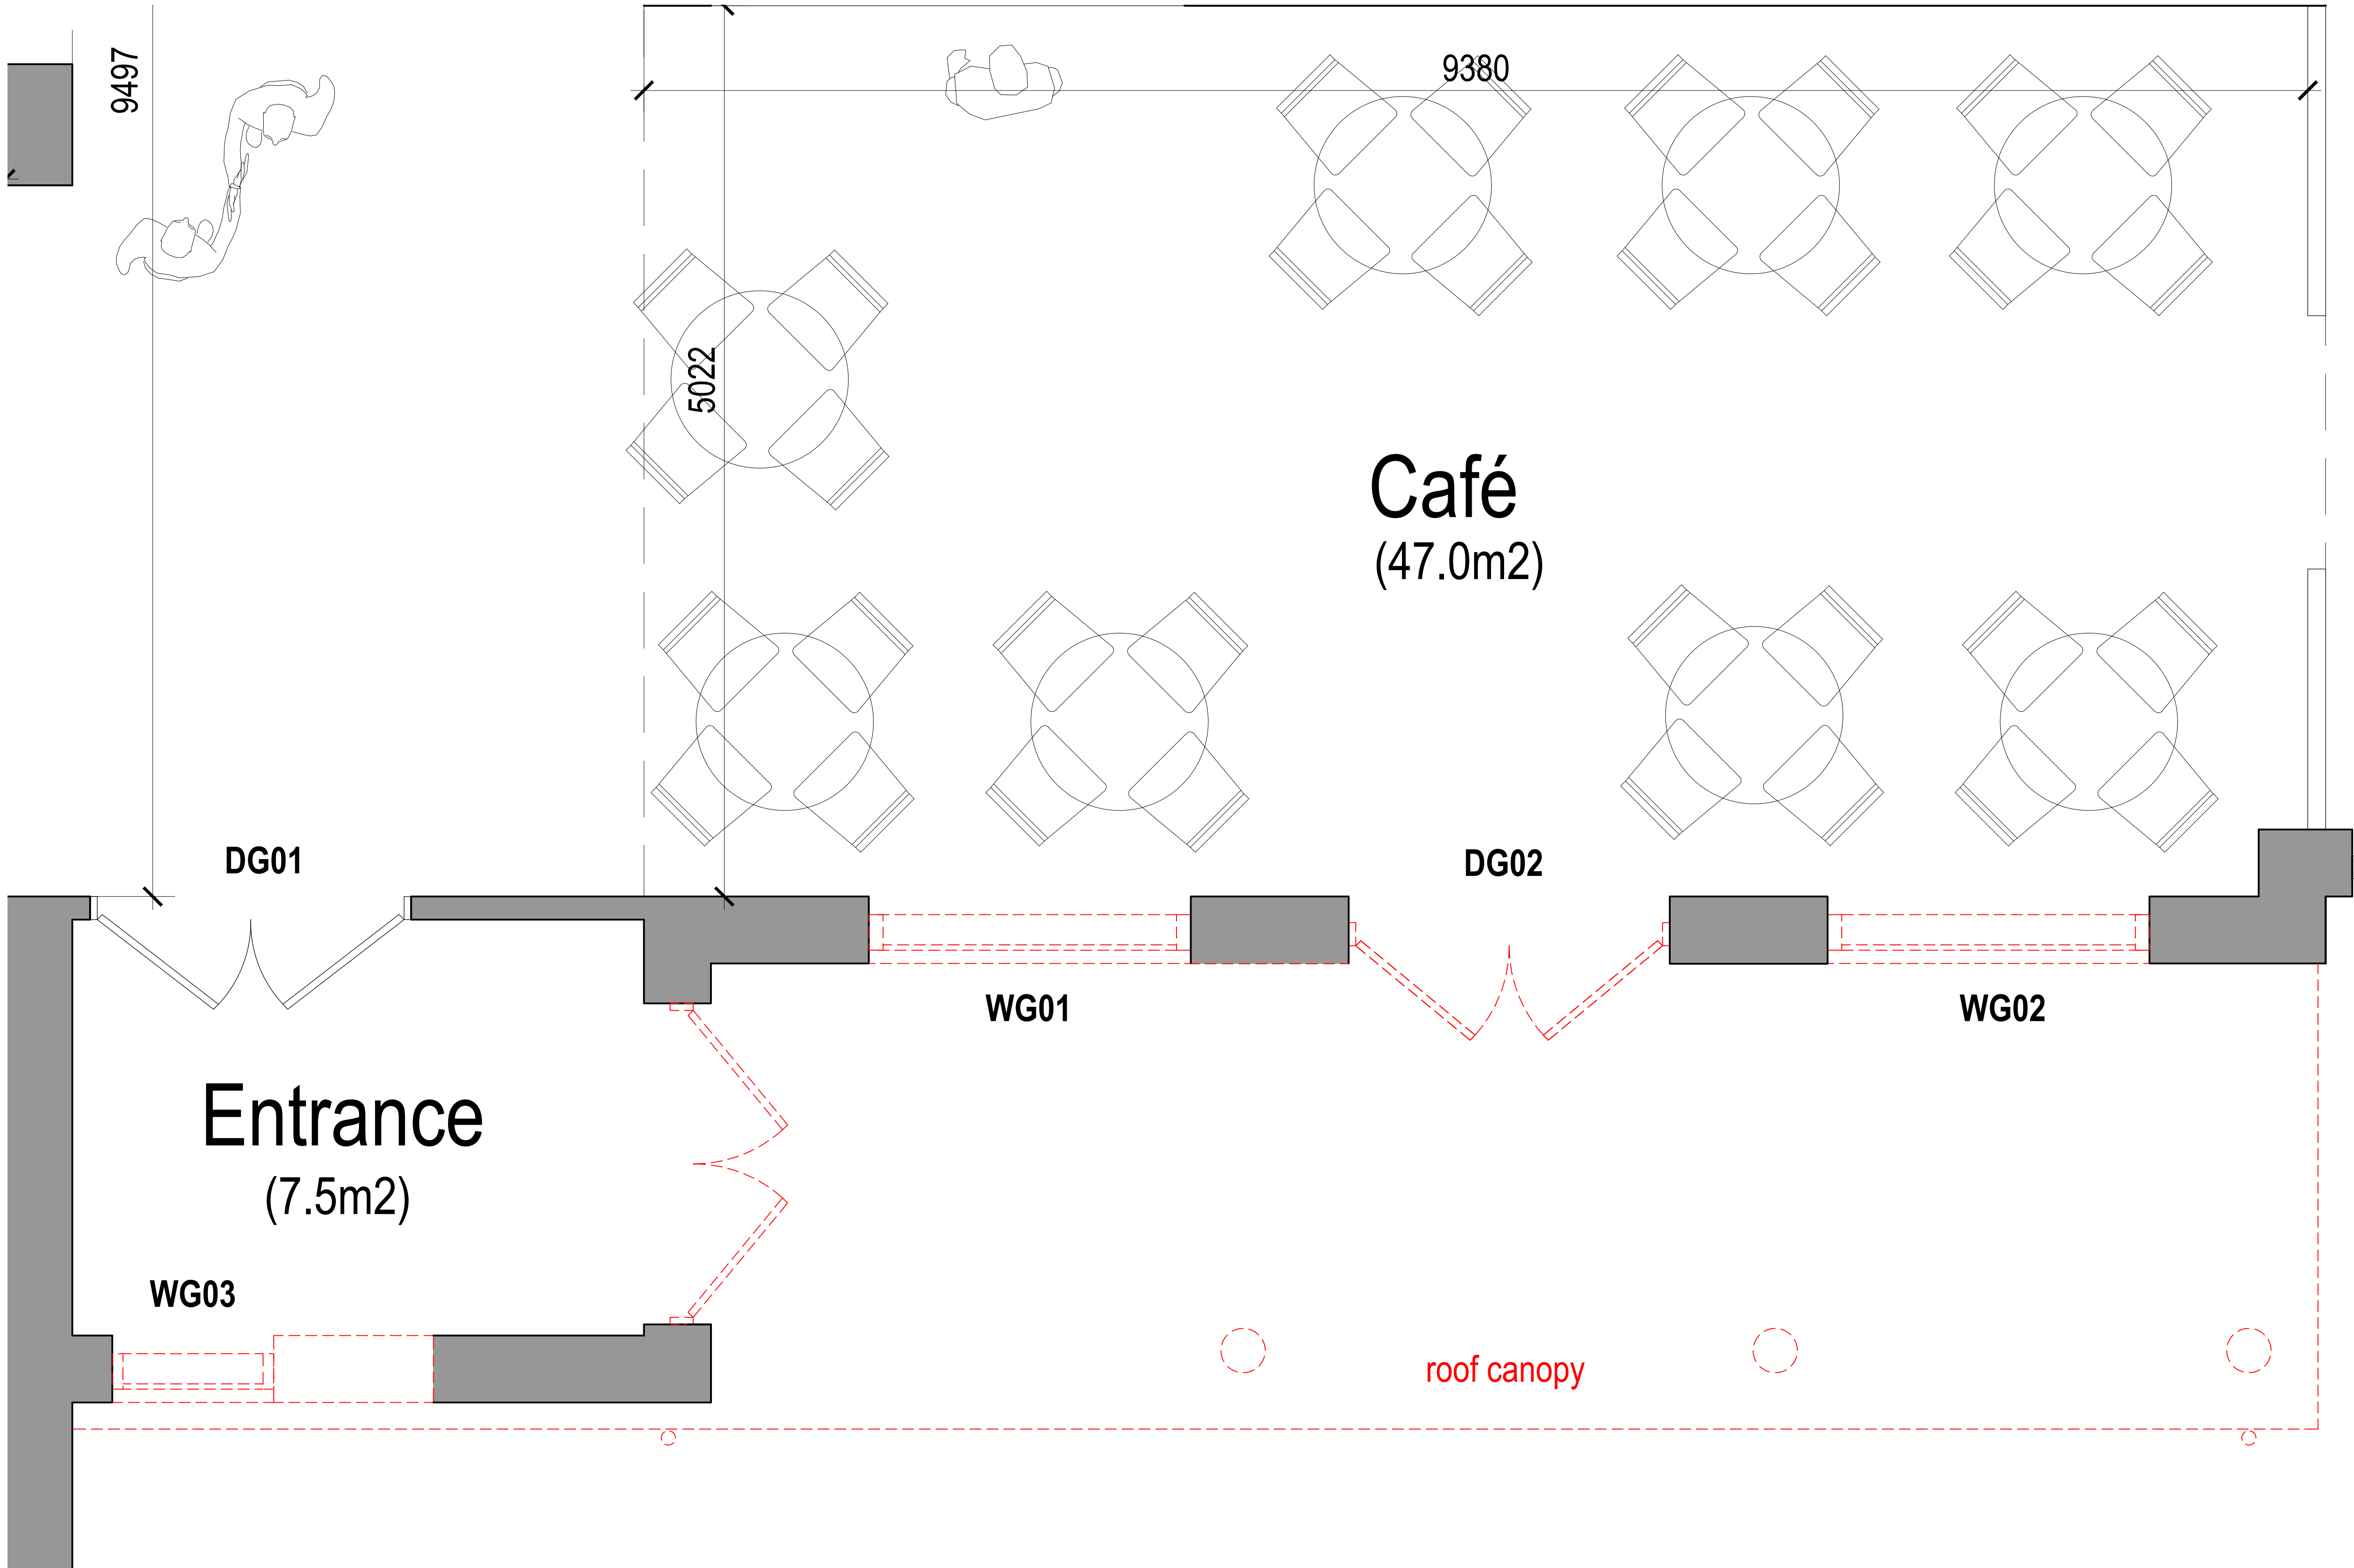 9497
9380
5022
Café
(47.0m2)
DG01
DG02
WG01
WG02
Entrance
(7.5m2)
WG03
roof canopy